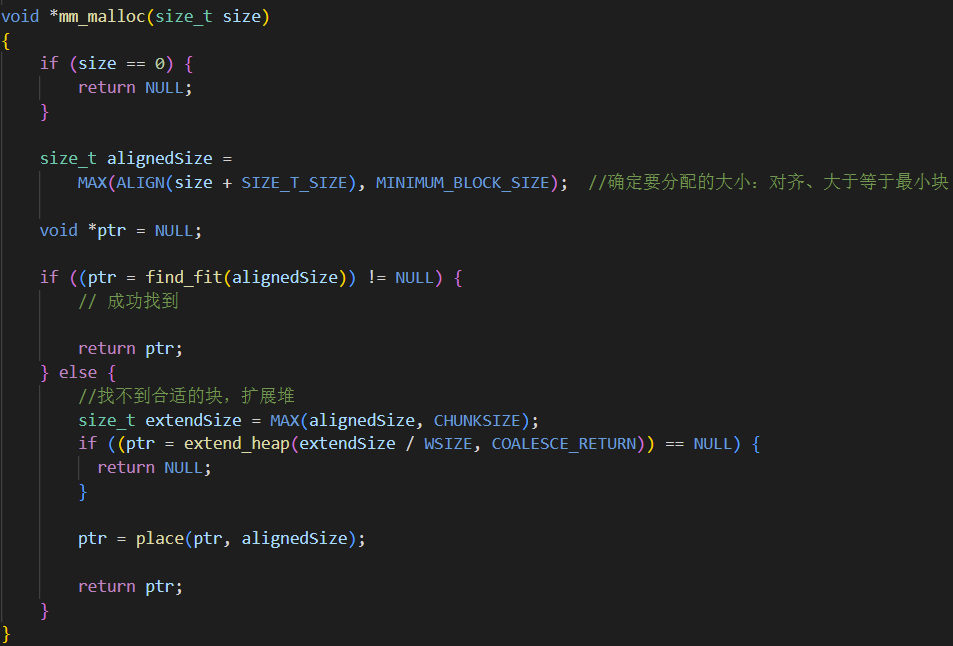 void *mm_malloc(size_t size)
{
    if (size == 0) {
        return NULL;
    }
    size_t alignedSize =
        MAX(ALIGN(size + SIZE_T_SIZE), MINIMUM_BLOCK_SIZE);  //确定要分配的大小：对齐、大于等于最小块
    void *ptr = NULL;
    if ((ptr = find_fit(alignedSize)) != NULL) {
        // 成功找到
        return ptr;
    } else {
        //找不到合适的块，扩展堆
        size_t extendSize = MAX(alignedSize, CHUNKSIZE);
        if ((ptr = extend_heap(extendSize / WSIZE, COALESCE_RETURN)) == NULL) {
          return NULL;
        }
        ptr = place(ptr, alignedSize);
        return ptr;
    }
}